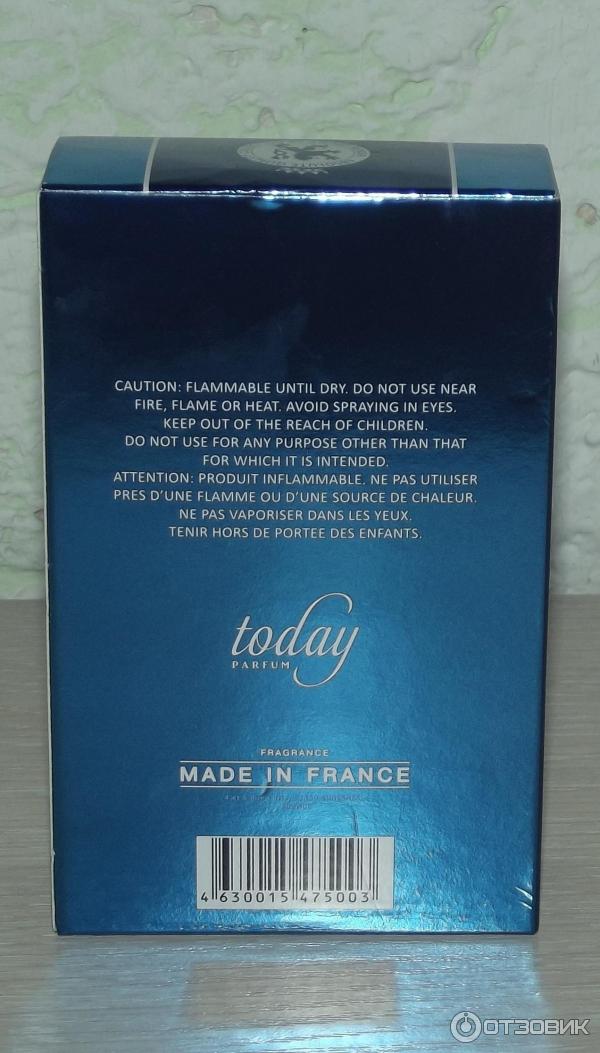 CAUTION: FLAMMABLE UNTIL DRY. DO NOT USE NEAR
FIRE, FLAME OR HEAT. AVOID SPRAYING IN EYES.
KEEP OUT OF THE REACH OF CHILDREN.
DO NOT USE FOR ANY PURPOSE OTHER THAN THAT
FOR WHICH IT IS INTENDED.
ATTENTION: PRODUIT INFLAMMABLE. NE PAS UTILISER
PRES D'UNE FLAMME OU D'UNE SOURCE DE CHALEUR.
NE PAS VAPORISER DANS LES YEUX.
TENIR HORS DE PORTEE DES ENFANTS.
today
PARFUM
FRAGRANCE
MADE IN FRANCE
4 630015 475003
ОТЗОВИК